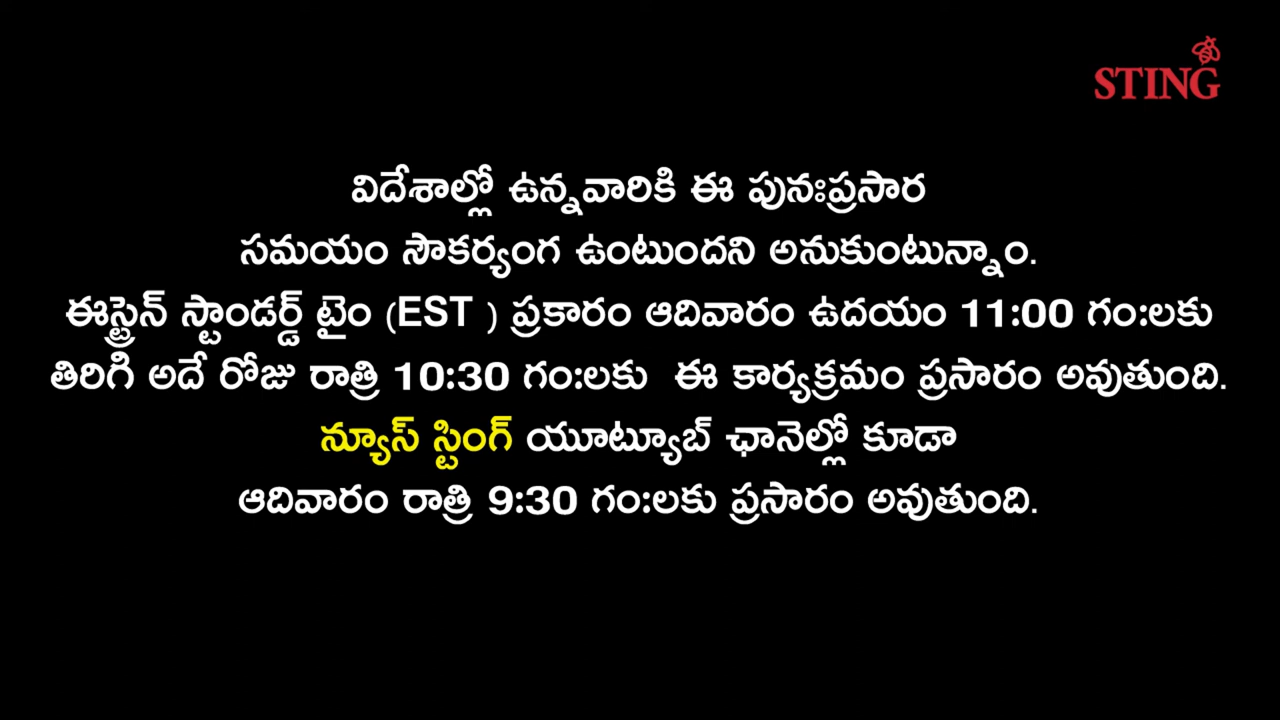 STING
విదేశాల్లో ఉన్నవారికి ఈ పునఃప్రసార
సమయం సౌకర్యంగ ఉంటుందని అనుకుంటున్నాం.
ఈస్ట్రెన్ స్టాండర్డ్ టైం (EST ) ప్రకారం ఆదివారం ఉదయం 11:00 గం:లకు
తిరిగి అదే రోజు రాత్రి 10:30 గం:లకు  ఈ కార్యక్రమం ప్రసారం అవుతుంది.
న్యూస్ స్టింగ్ యూట్యూబ్ ఛానెల్లో కూడా
ఆదివారం రాత్రి 9:30 గం:లకు ప్రసారం అవుతుంది.